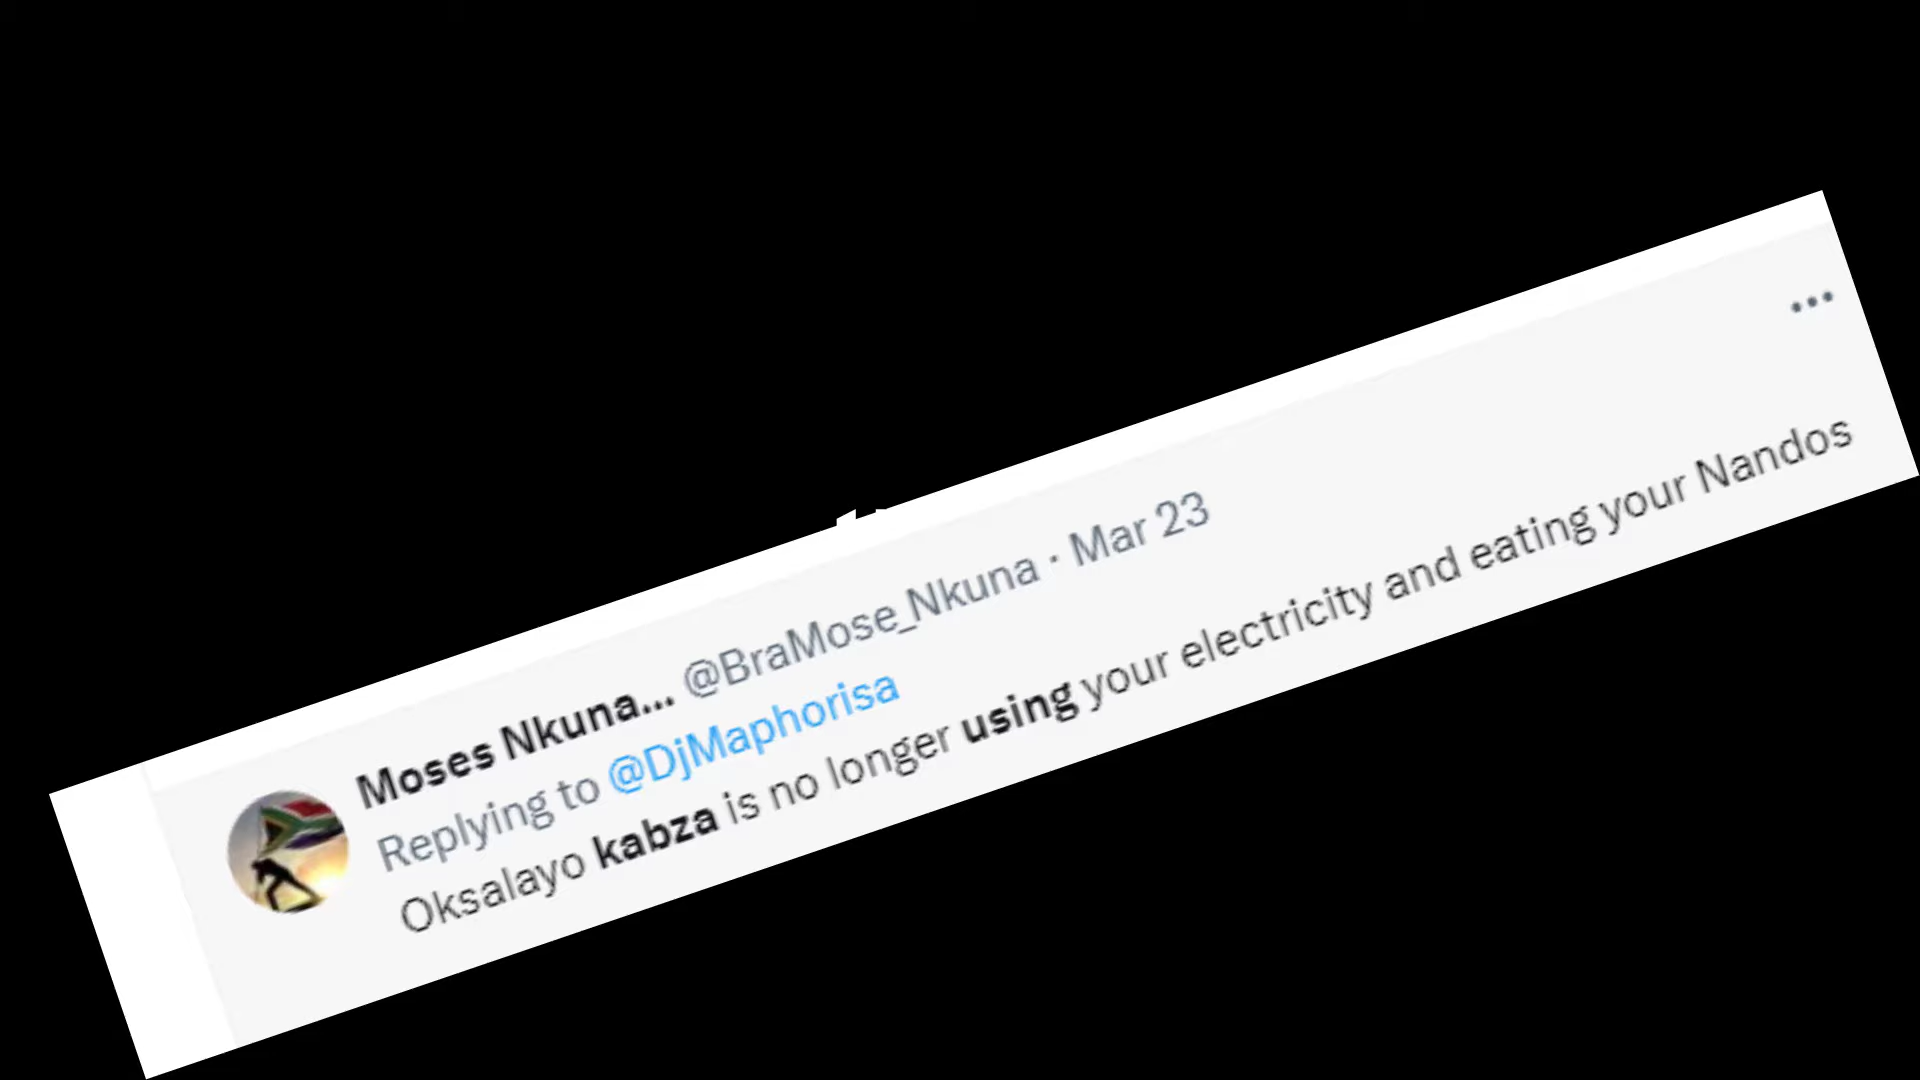 Moses Nkuna... @BraMose_Nkuna · Mar 23
Replying to @DjMaphorisa
Oksalayo kabza is no longer using your electricity and eating your Nandos